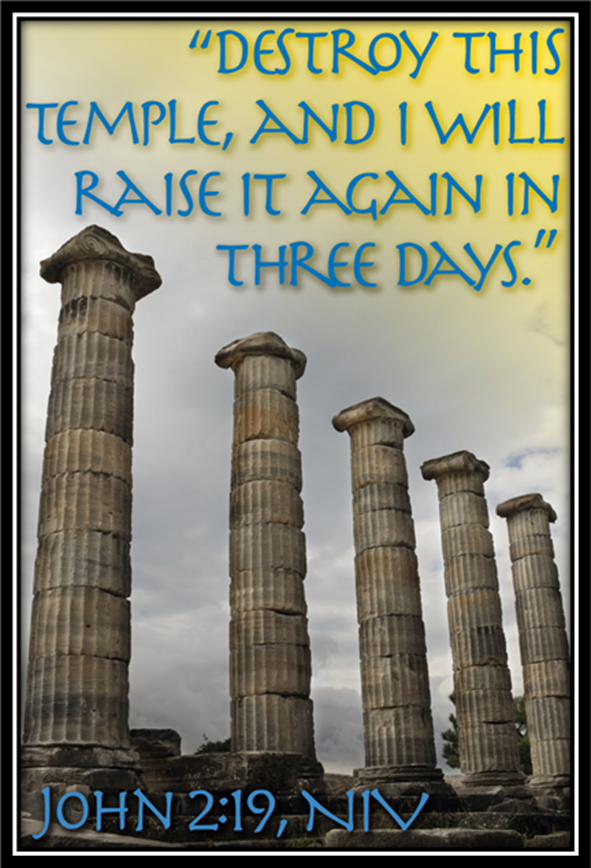 “DESTROY THIS
TEMPLE, AND I WILL
RAISE IT AGAIN IN
THREE DAYS.”
JOHN 2:19, NIV